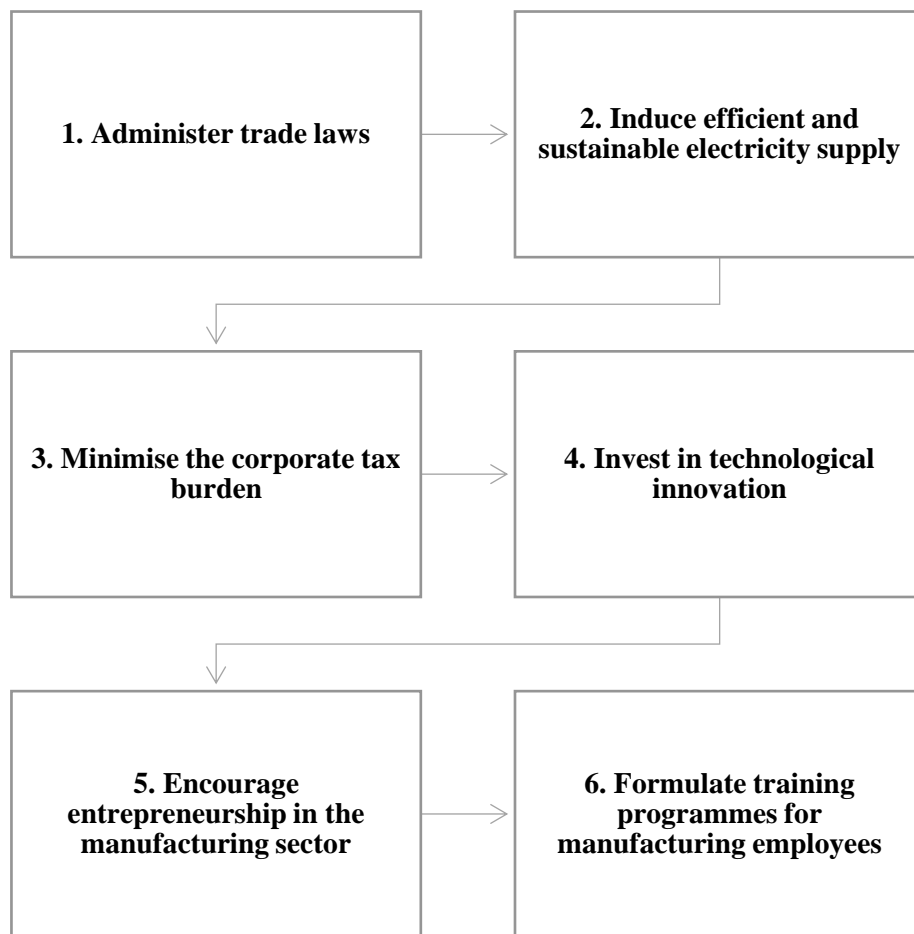 1. Administer trade laws
2. Induce efficient and
sustainable electricity supply
3. Minimise the corporate tax
burden
4. Invest in technological
innovation
5. Encourage
entrepreneurship in the
manufacturing sector
6. Formulate training
programmes for
manufacturing employees